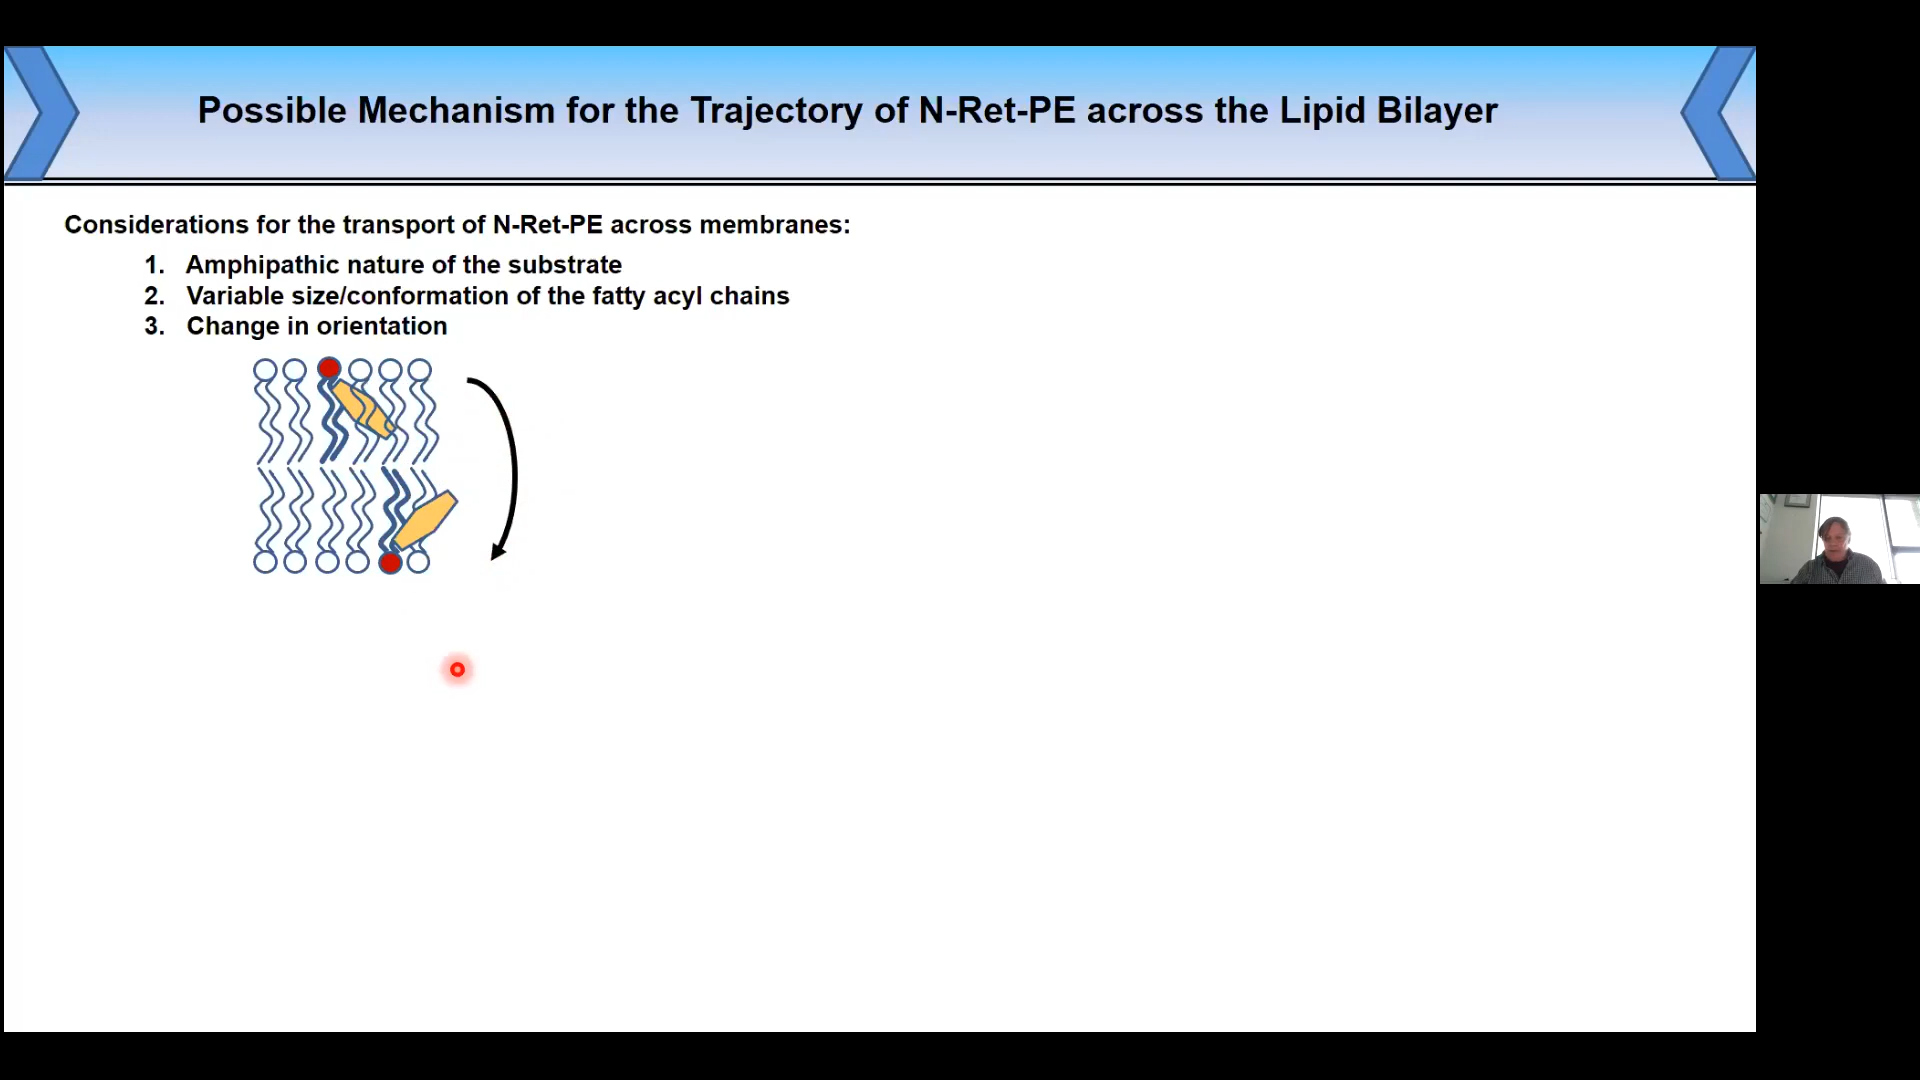 Possible Mechanism for the Trajectory of N-Ret-PE across the Lipid Bilayer
Considerations for the transport of N-Ret-PE across membranes:
1. Amphipathic nature of the substrate
2. Variable size/conformation of the fatty acyl chains
3. Change in orientation